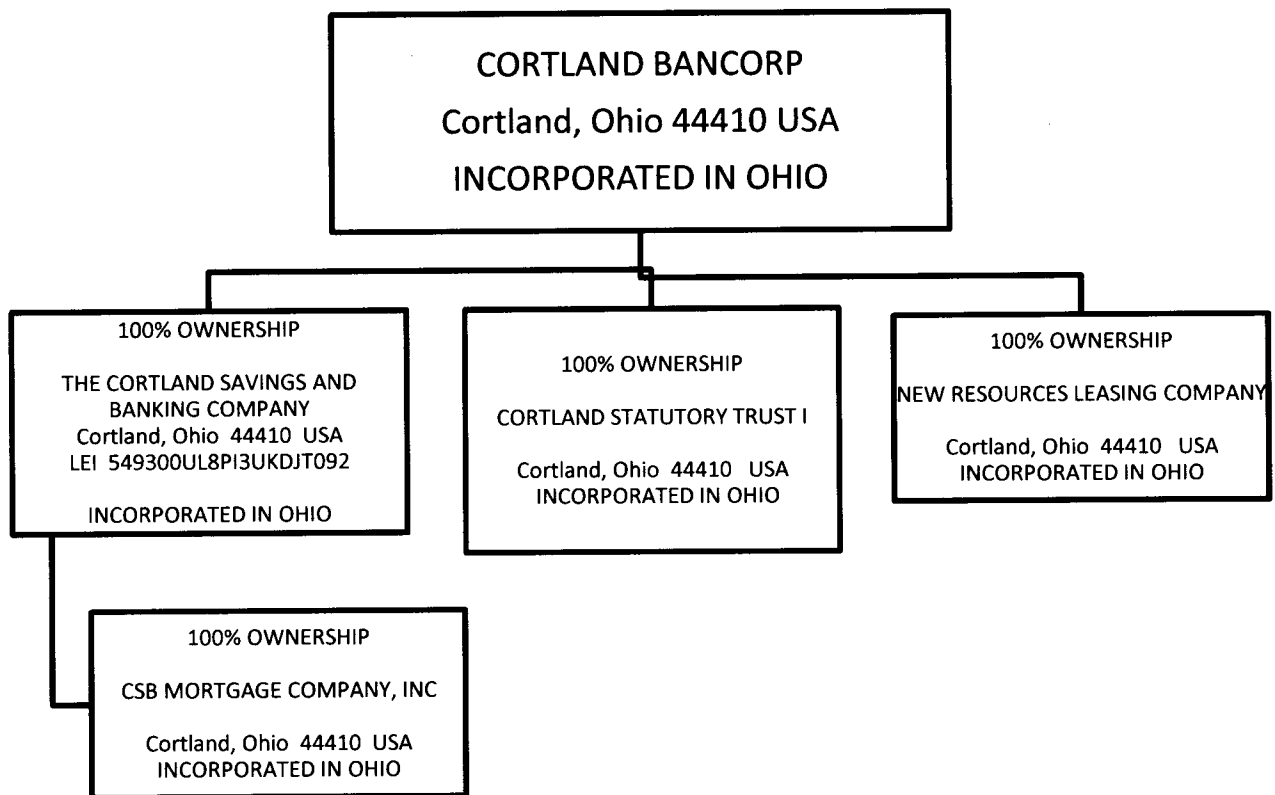 CORTLAND BANCORP
Cortland, Ohio 44410 USA
INCORPORATED IN OHIO
100% OWNERSHIP
THE CORTLAND SAVINGS AND
BANKING COMPANY
Cortland, Ohio 44410 USA
LEI 549300UL8PI3UKDJT092
INCORPORATED IN OHIO
100% OWNERSHIP
CORTLAND STATUTORY TRUST I
Cortland, Ohio 44410 USA
INCORPORATED IN OHIO
100% OWNERSHIP
NEW RESOURCES LEASING COMPANY
Cortland, Ohio 44410 USA
INCORPORATED IN OHIO
100% OWNERSHIP
CSB MORTGAGE COMPANY, INC
Cortland, Ohio 44410 USA
INCORPORATED IN OHIO